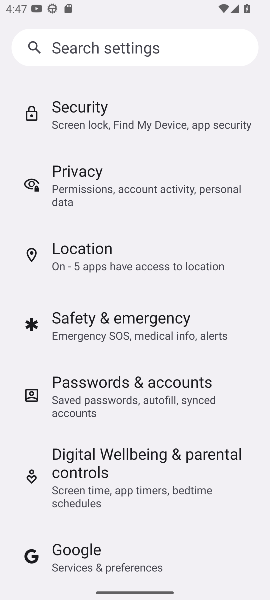 4:47
Search settings
Security
Screen lock, Find My Device, app security
Privacy
Permissions, account activity, personal
data
Location
On - 5 apps have access to location
Safety & emergency
Emergency SOS, medical info, alerts
Passwords & accounts
Saved passwords, autofill, synced
accounts
Digital Wellbeing & parental
controls
Screen time, app timers, bedtime
schedules
Google
Services & preferences